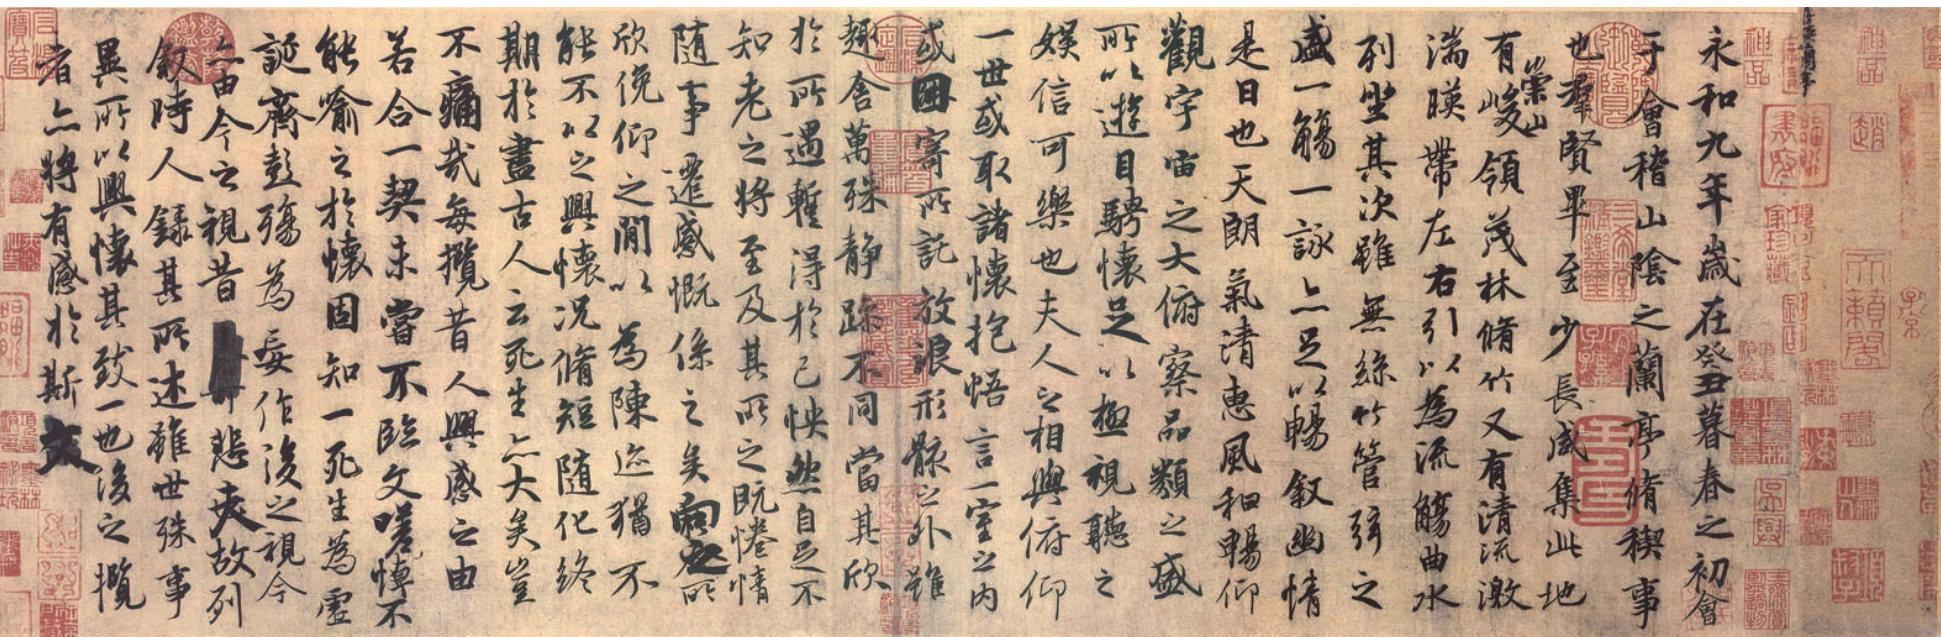 永和九年歲在癸丑暮春之初會
于會稽山陰之蘭亭脩稧事
也羣賢畢至少長咸集此地
有崇山峻領茂林脩竹又有清流激
湍暎帶左右引以為流觴曲水
列坐其次雖無絲竹管弦之
盛一觴一詠亦足以暢敘幽情
是日也天朗氣清惠風和暢仰
觀宇宙之大俯察品類之盛
所以遊目騁懷足以極視聽之
娛信可樂也夫人之相與俯仰
一世或取諸懷抱悟言一室之內
或因寄所託放浪形骸之外雖
趣舍萬殊靜躁不同當其欣
於所遇暫得於己怏然自足不
知老之將至及其所之既惓情
隨事遷感慨係之矣向之所
欣俛仰之閒以為陳迹猶不
能不以之興懷況脩短隨化終
期於盡古人云死生亦大矣豈
不痛哉每攬昔人興感之由
若合一契未嘗不臨文嗟悼不
能喻之於懷固知一死生為虛
誕齊彭殤為妄作後之視今
亦由今之視昔悲夫故列
敘時人錄其所述雖世殊事
異所以興懷其致一也後之攬
者亦將有感於斯文
神品
神品
趙
天籟閣
吳興